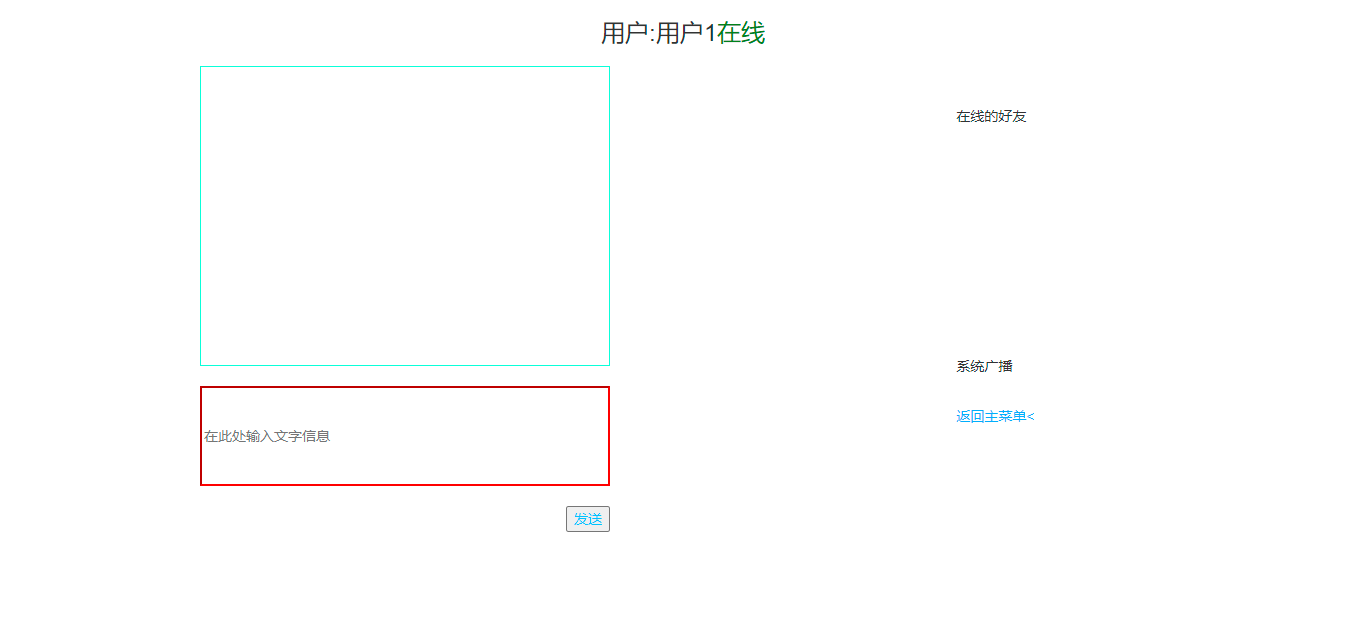 用户:用户1在线
在线的好友
系统广播
返回主菜单<
在此处输入文字信息
发送